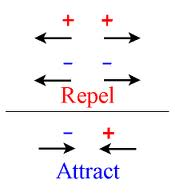 + +
– –
Repel
– +
Attract